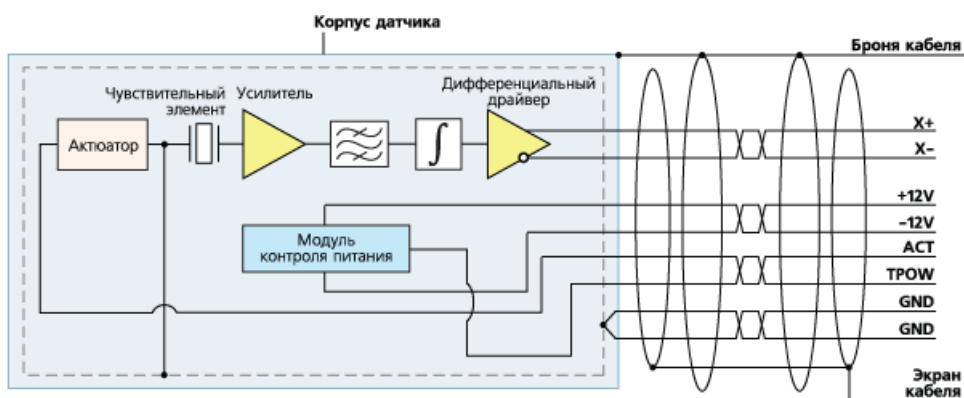 Корпус датчика
Броня кабеля
Чувствительный
элемент
Усилитель
Дифференциальный
драйвер
Актюатор
∫
X+
X–
+12V
–12V
Модуль
контроля питания
ACT
TPOW
GND
GND
Экран
кабеля